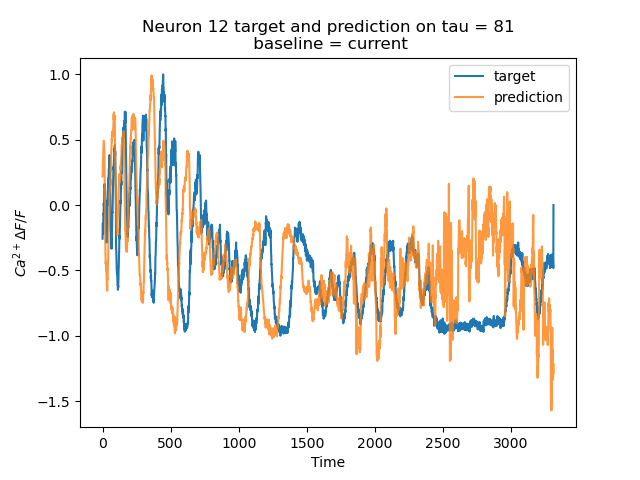 Neuron 12 target and prediction on tau = 81
baseline = current
target
prediction
1.0
0.5
0.0
−0.5
−1.0
−1.5
Ca²⁺ ΔF/F
0 500 1000 1500 2000 2500 3000
Time